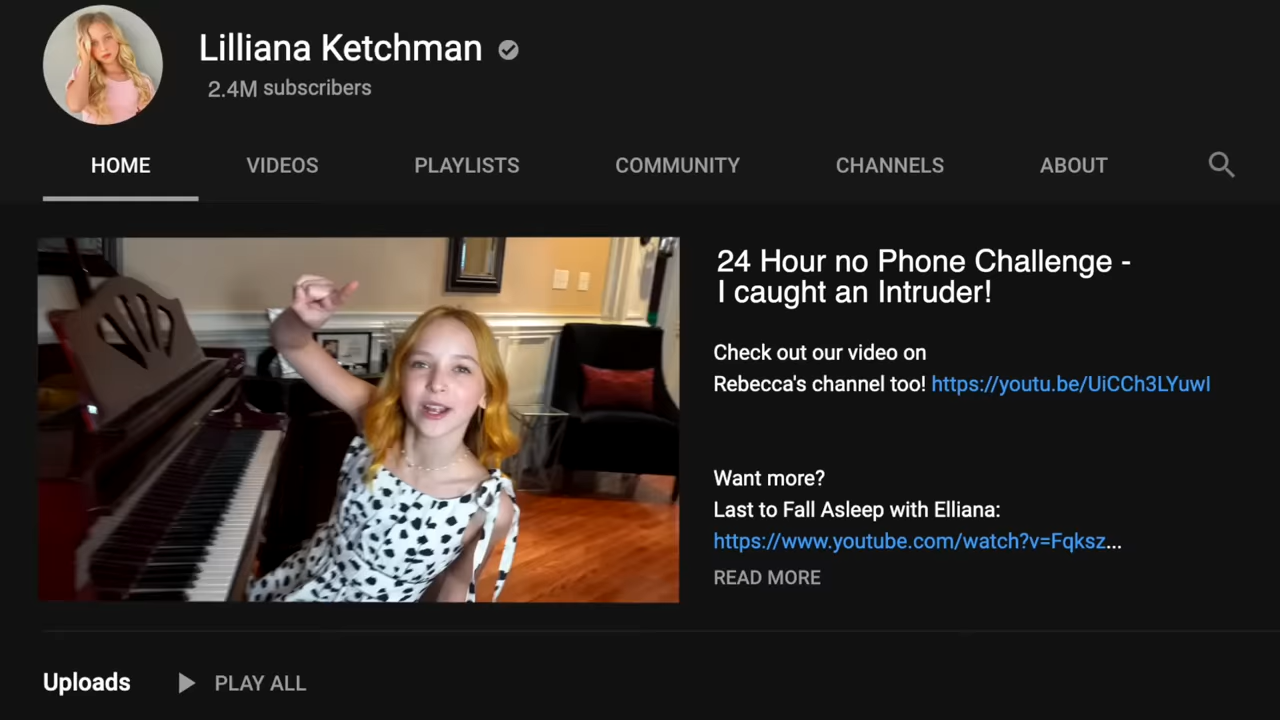 Lilliana Ketchman
2.4M subscribers
HOME VIDEOS PLAYLISTS COMMUNITY CHANNELS ABOUT
24 Hour no Phone Challenge -
I caught an Intruder!
Check out our video on
Rebecca's channel too! https://youtu.be/UiCCh3LYuwI
Want more?
Last to Fall Asleep with Elliana:
https://www.youtube.com/watch?v=Fqksz...
READ MORE
Uploads PLAY ALL